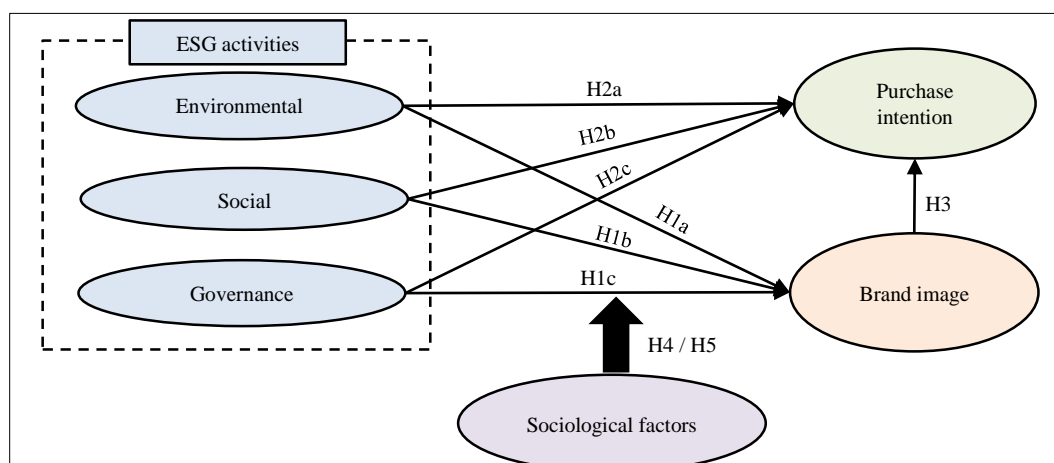 ESG activities
Environmental
H2a
Purchase
intention
H2b
H2c
Social
H1a
H3
H1b
Governance
H1c
Brand image
H4 / H5
Sociological factors